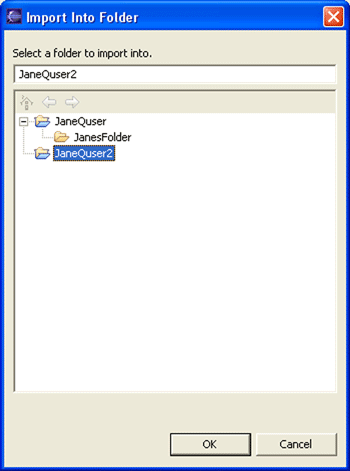 Import Into Folder
Select a folder to import into.
JaneQuser2
JaneQuser
JanesFolder
JaneQuser2
OK Cancel